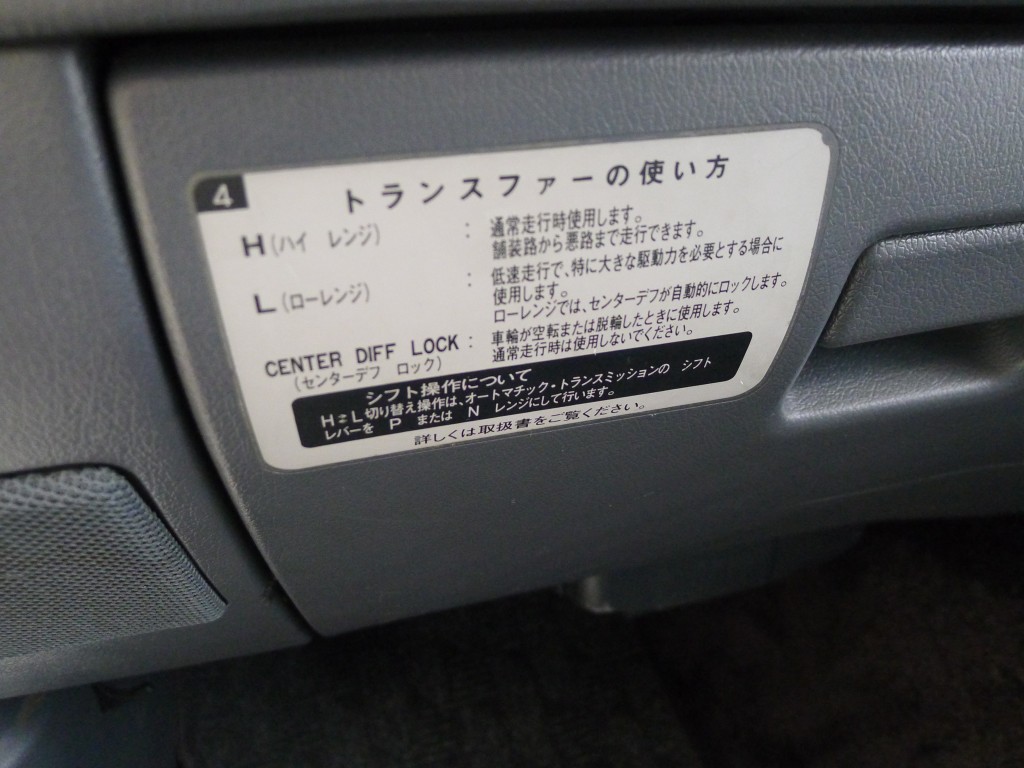 4
トランスファーの使い方
H (ハイ レンジ) : 通常走行時使用します。
舗装路から悪路まで走行できます。
L (ローレンジ) : 低速走行で、特に大きな駆動力を必要とする場合に
使用します。
ローレンジでは、センターデフが自動的にロックします。
CENTER DIFF LOCK : 車輪が空転または脱輪したときに使用します。
(センターデフ ロック) 通常走行時は使用しないでください。
シフト操作について
H⇄L切り替え操作は、オートマチック・トランスミッションの シフト
レバーを P または N レンジにして行います。
詳しくは取扱書をご覧ください。